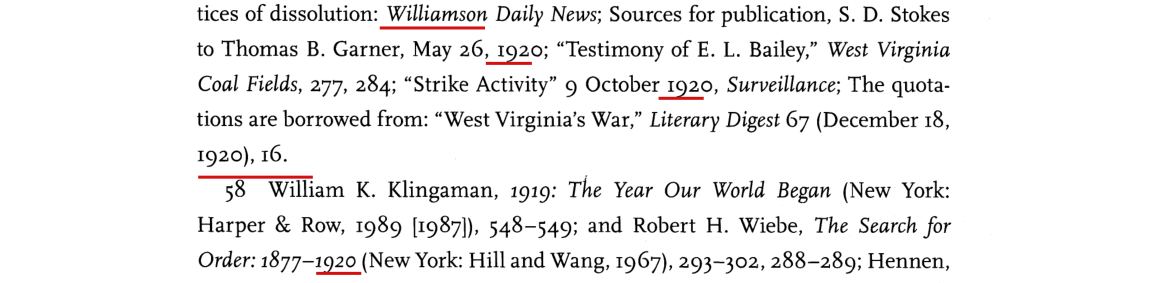 tices of dissolution: Williamson Daily News; Sources for publication, S. D. Stokes
to Thomas B. Garner, May 26, 1920; “Testimony of E. L. Bailey,” West Virginia
Coal Fields, 277, 284; “Strike Activity” 9 October 1920, Surveillance; The quota-
tions are borrowed from: “West Virginia’s War,” Literary Digest 67 (December 18,
1920), 16.
58 William K. Klingaman, 1919: The Year Our World Began (New York:
Harper & Row, 1989 [1987]), 548–549; and Robert H. Wiebe, The Search for
Order: 1877–1920 (New York: Hill and Wang, 1967), 293–302, 288–289; Hennen,